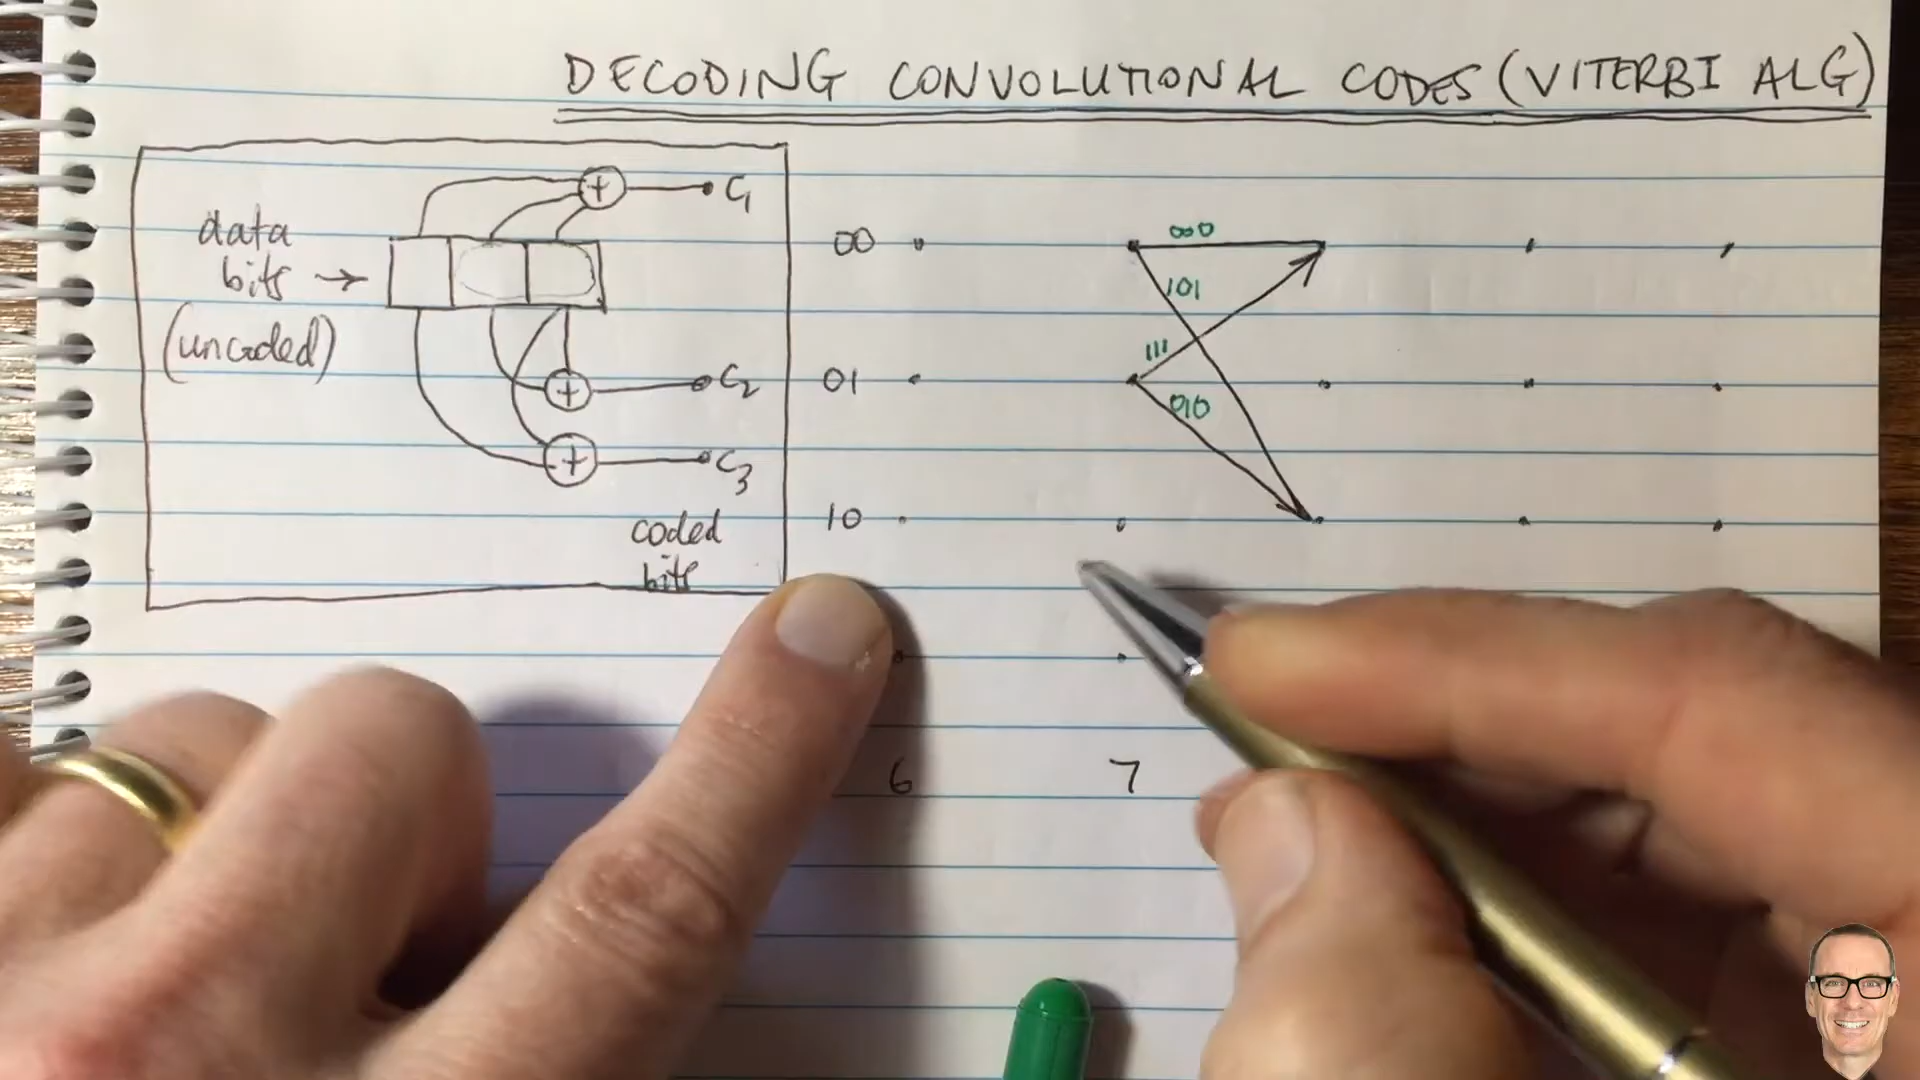 DECODING CONVOLUTIONAL CODES (VITERBI ALG)
data
bits →
(uncoded)
+
C1
+
C2
+
C3
coded
bits
00
000
101
01
111
010
10
6
7